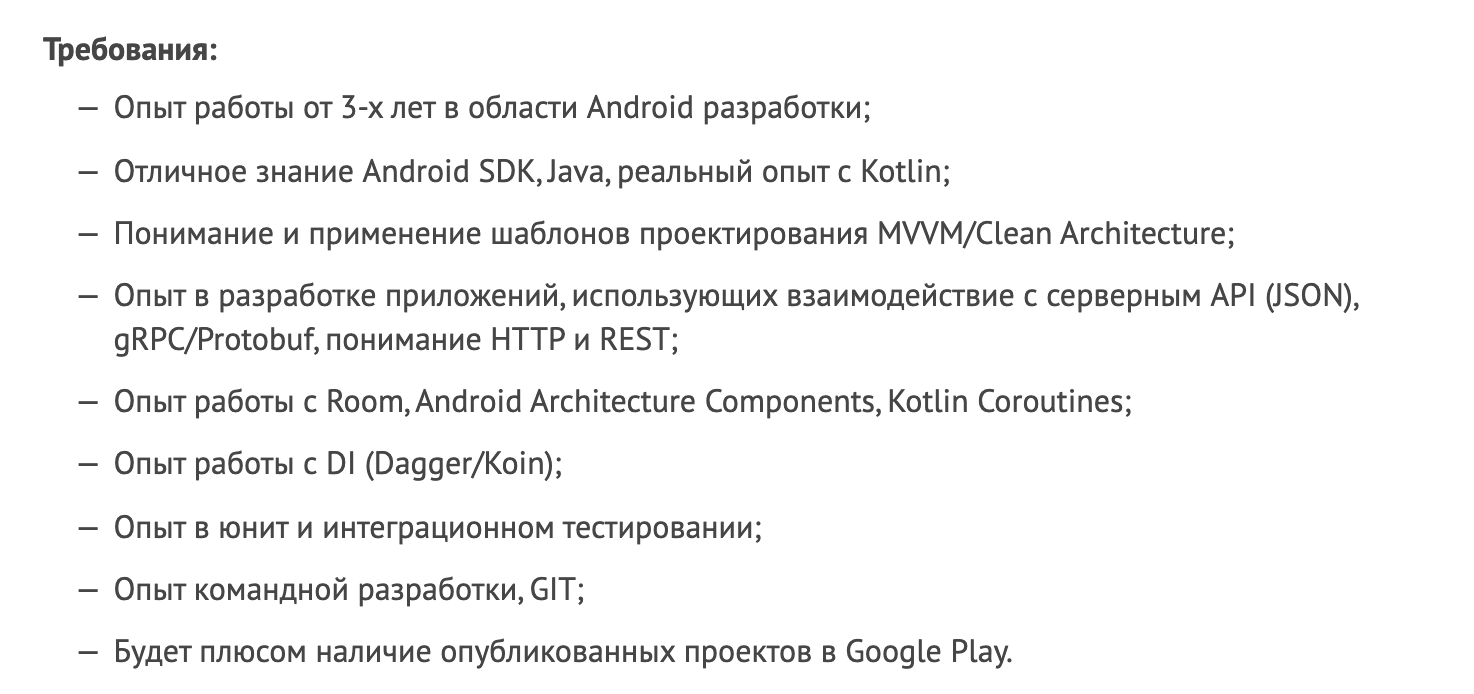 Требования:
— Опыт работы от 3-х лет в области Android разработки;
— Отличное знание Android SDK, Java, реальный опыт с Kotlin;
— Понимание и применение шаблонов проектирования MVVM/Clean Architecture;
— Опыт в разработке приложений, использующих взаимодействие с серверным API (JSON),
gRPC/Protobuf, понимание HTTP и REST;
— Опыт работы с Room, Android Architecture Components, Kotlin Coroutines;
— Опыт работы с DI (Dagger/Koin);
— Опыт в юнит и интеграционном тестировании;
— Опыт командной разработки, GIT;
— Будет плюсом наличие опубликованных проектов в Google Play.